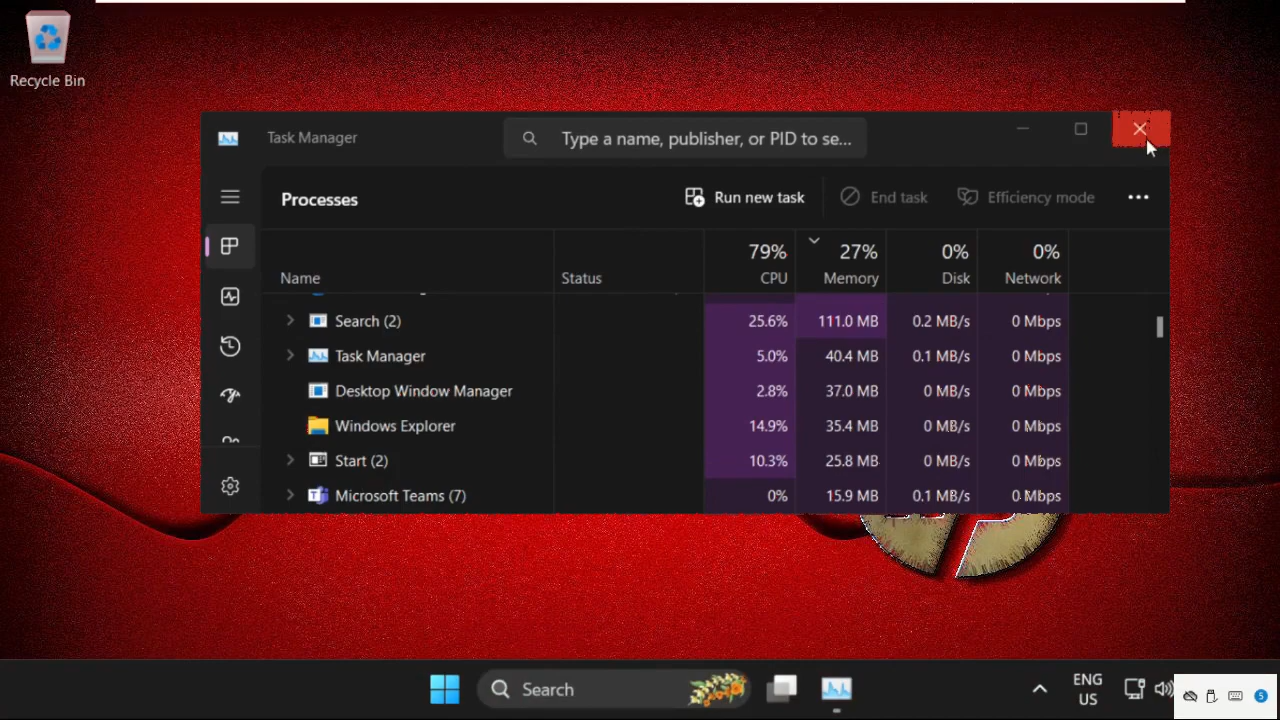 Recycle Bin
Task Manager
Type a name, publisher, or PID to se...
Processes
Run new task
End task
Efficiency mode
79% 27% 0% 0%
Name Status CPU Memory Disk Network
Search (2) 25.6% 111.0 MB 0.2 MB/s 0 Mbps
Task Manager 5.0% 40.4 MB 0.1 MB/s 0 Mbps
Desktop Window Manager 2.8% 37.0 MB 0 MB/s 0 Mbps
Windows Explorer 14.9% 35.4 MB 0 MB/s 0 Mbps
Start (2) 10.3% 25.8 MB 0 MB/s 0 Mbps
Microsoft Teams (7) 0% 15.9 MB 0.1 MB/s 0 Mbps
Search
ENG
US
5